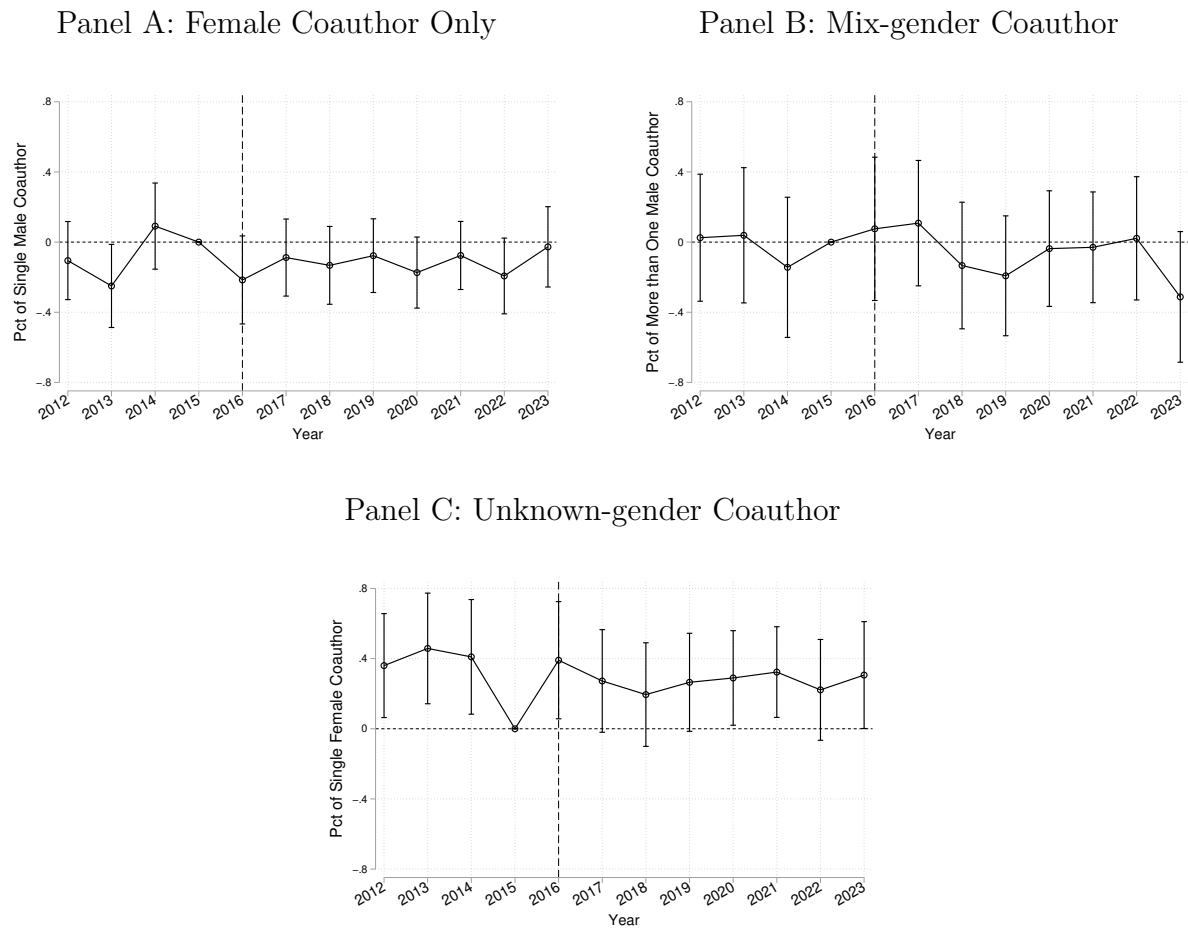 Panel A: Female Coauthor Only
Pct of Single Male Coauthor
.8
.4
0
−.4
−.8
2012 2013 2014 2015 2016 2017 2018 2019 2020 2021 2022 2023
Year
Panel B: Mix-gender Coauthor
Pct of More than One Male Coauthor
.8
.4
0
−.4
−.8
2012 2013 2014 2015 2016 2017 2018 2019 2020 2021 2022 2023
Year
Panel C: Unknown-gender Coauthor
Pct of Single Female Coauthor
.8
.4
0
−.4
−.8
2012 2013 2014 2015 2016 2017 2018 2019 2020 2021 2022 2023
Year